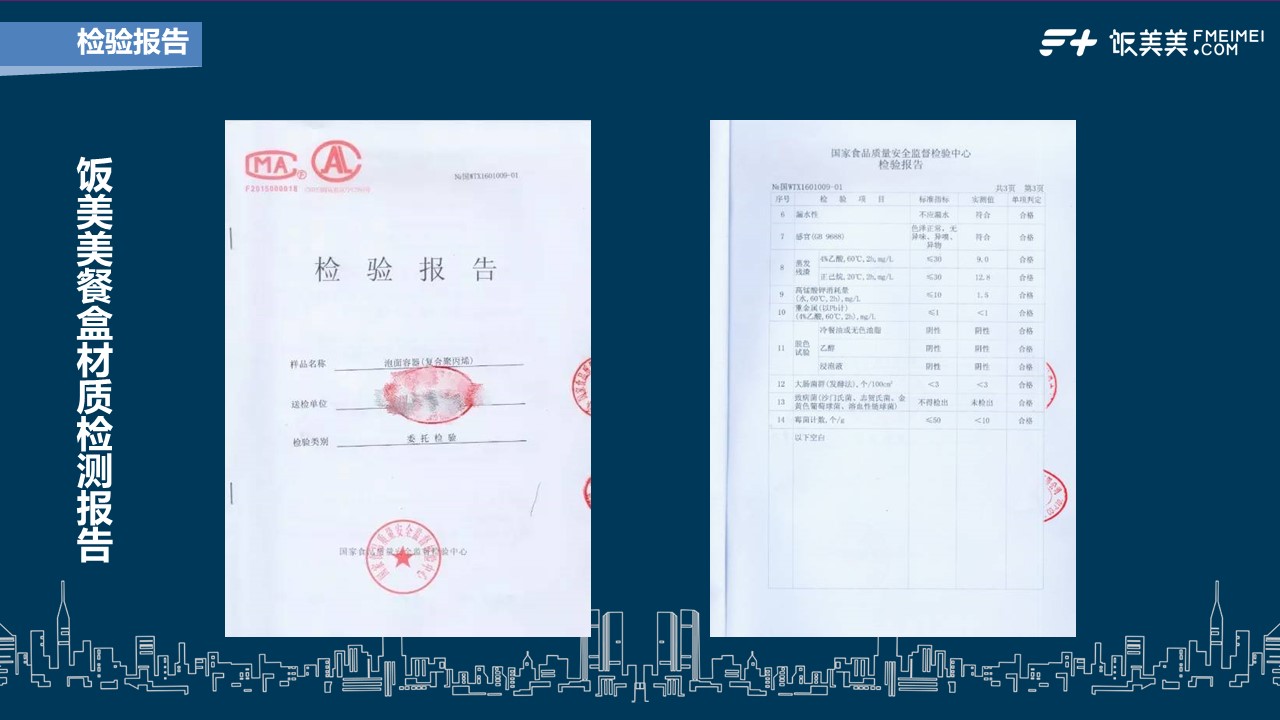 检验报告
饭美美 FMEIMEI
.COM
饭美美餐盒材质检测报告
MA
F2015000018
AL
№国WTX1601009-01
检 验 报 告
样品名称 泡面容器(复合聚丙烯)
送检单位
检验类别 委托检验
国家食品质量安全监督检验中心
国家食品质量安全监督检验中心
检验报告
№国WTX1601009-01 共3页 第3页
序号 检 验 项 目 标准指标 实测值 单项判定
6 漏水性 不应漏水 符合 合格
7 感官(GB 9688) 色泽正常,无异味、异嗅、异物 符合 合格
8 蒸发残渣 4%乙酸,60℃,2h,mg/L ≤30 9.0 合格
正己烷,20℃,2h,mg/L ≤30 12.8 合格
9 高锰酸钾消耗量(水,60℃,2h),mg/L ≤10 1.5 合格
10 重金属(以Pb计)(4%乙酸,60℃,2h),mg/L ≤1 <1 合格
11 脱色试验 冷餐油或无色油脂 阴性 阴性 合格
乙醇 阴性 阴性 合格
浸泡液 阴性 阴性 合格
12 大肠菌群(发酵法),个/100cm² <3 <3 合格
13 致病菌(沙门氏菌、志贺氏菌、金黄色葡萄球菌、溶血性链球菌) 不得检出 未检出 合格
14 霉菌计数,个/g ≤50 <10 合格
以下空白